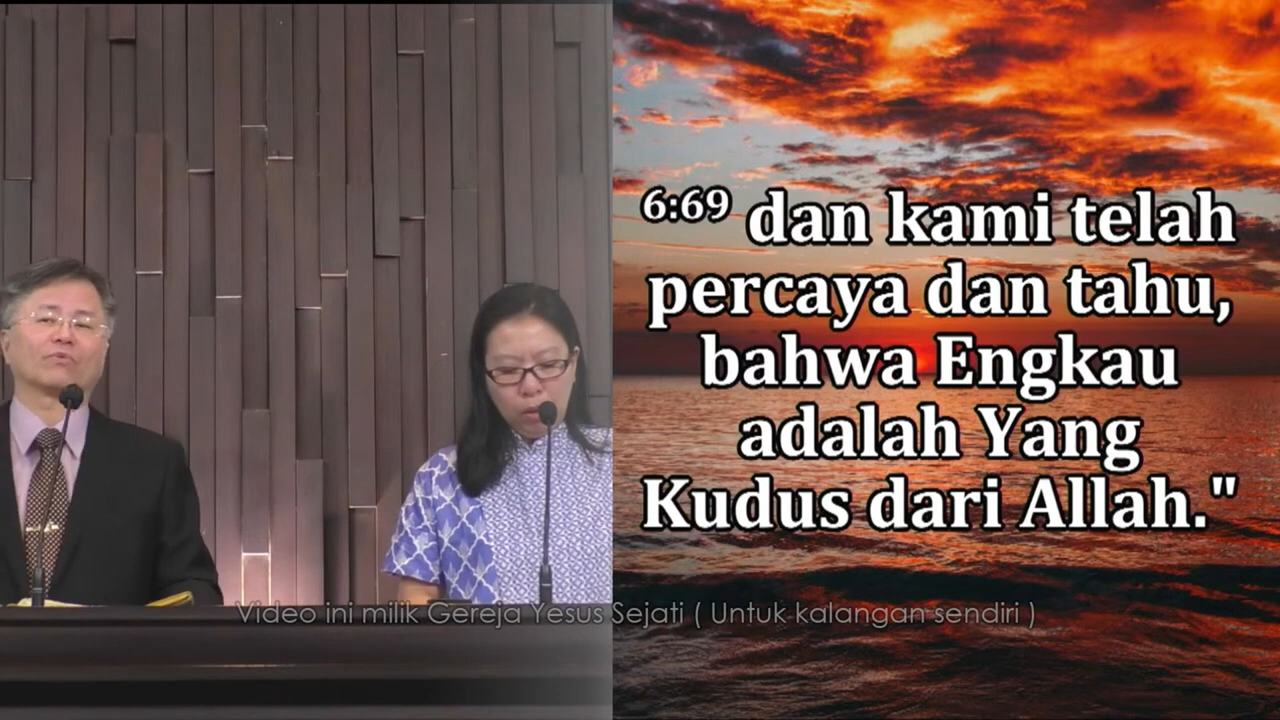 6:69 dan kami telah
percaya dan tahu,
bahwa Engkau
adalah Yang
Kudus dari Allah."
Video ini milik Gereja Yesus Sejati ( Untuk kalangan sendiri )